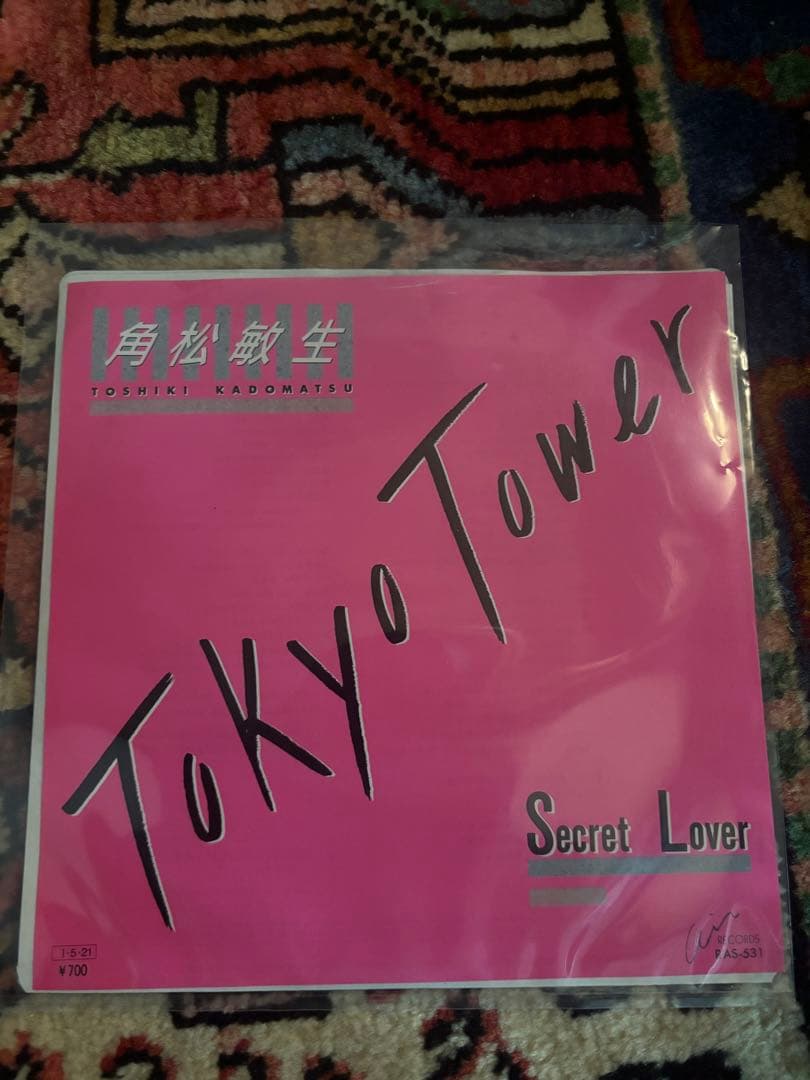 角松敏生
TOSHIKI KADOMATSU
Tokyo Tower
Secret Lover
1-5-21
¥700
air
RECORDS
RAS-531